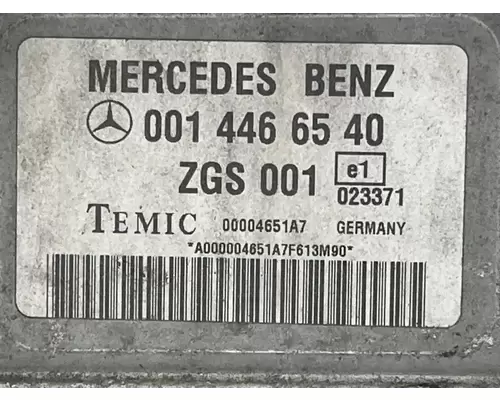 MERCEDES BENZ
001 446 65 40
ZGS 001 e1
023371
TEMIC 00004651A7 GERMANY
*A000004651A7F613M90*